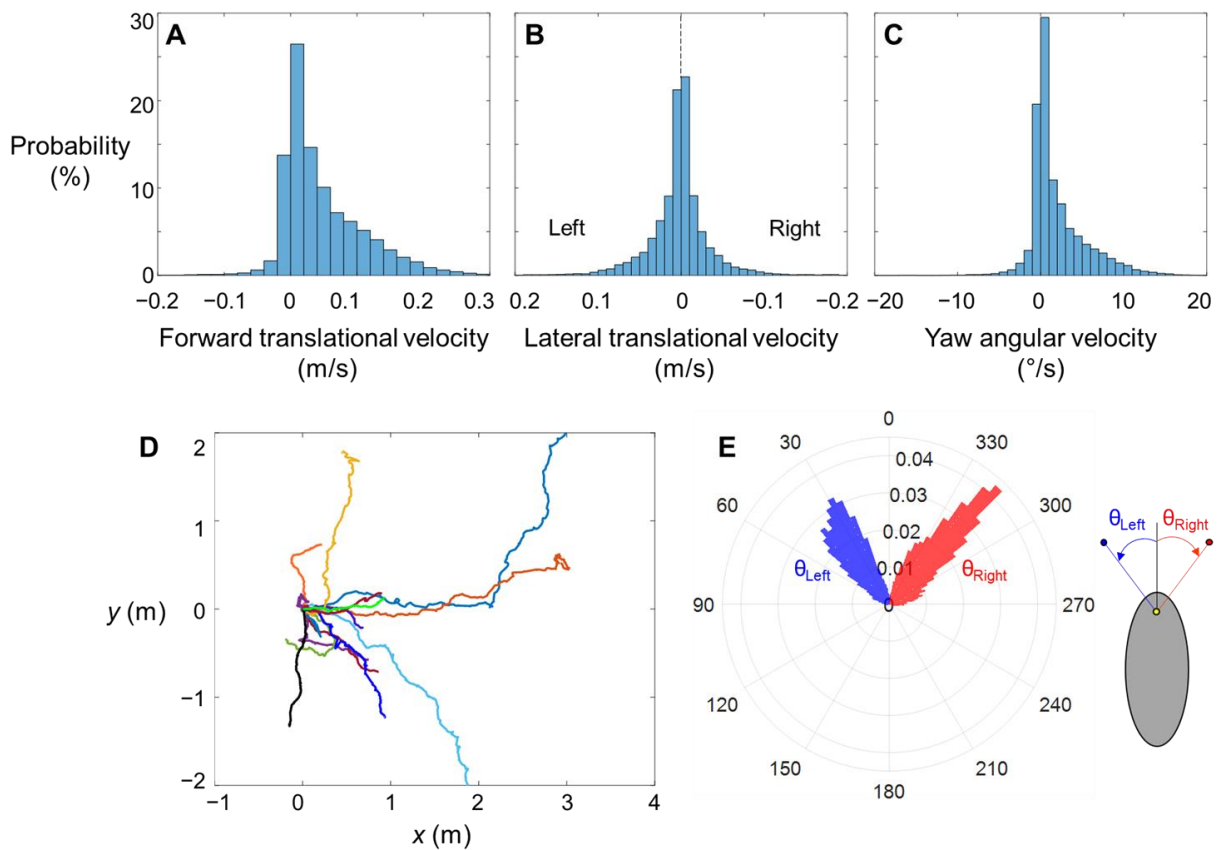 A
B
C
30
20
10
0
Probability
(%)
Left
Right
−0.2 −0.1 0 0.1 0.2 0.3
0.2 0.1 0 −0.1 −0.2
−20 −10 0 10 20
Forward translational velocity
(m/s)
Lateral translational velocity
(m/s)
Yaw angular velocity
(°/s)
D
2
1
0
−1
−2
y (m)
−1 0 1 2 3 4
x (m)
E
0
30
330
60
300
90
270
120
240
150
210
180
0.04
0.03
0.02
0.01
0
θLeft
θRight
θLeft
θRight